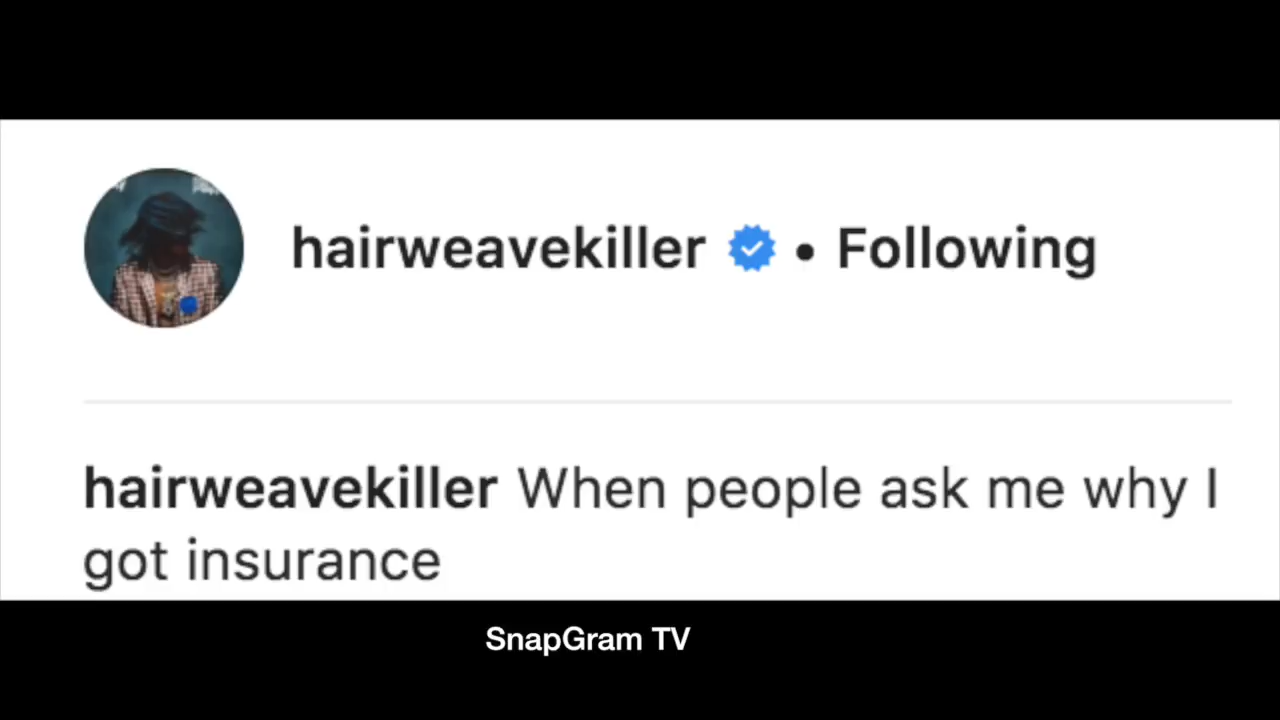 hairweavekiller • Following
hairweavekiller When people ask me why I
got insurance
SnapGram TV